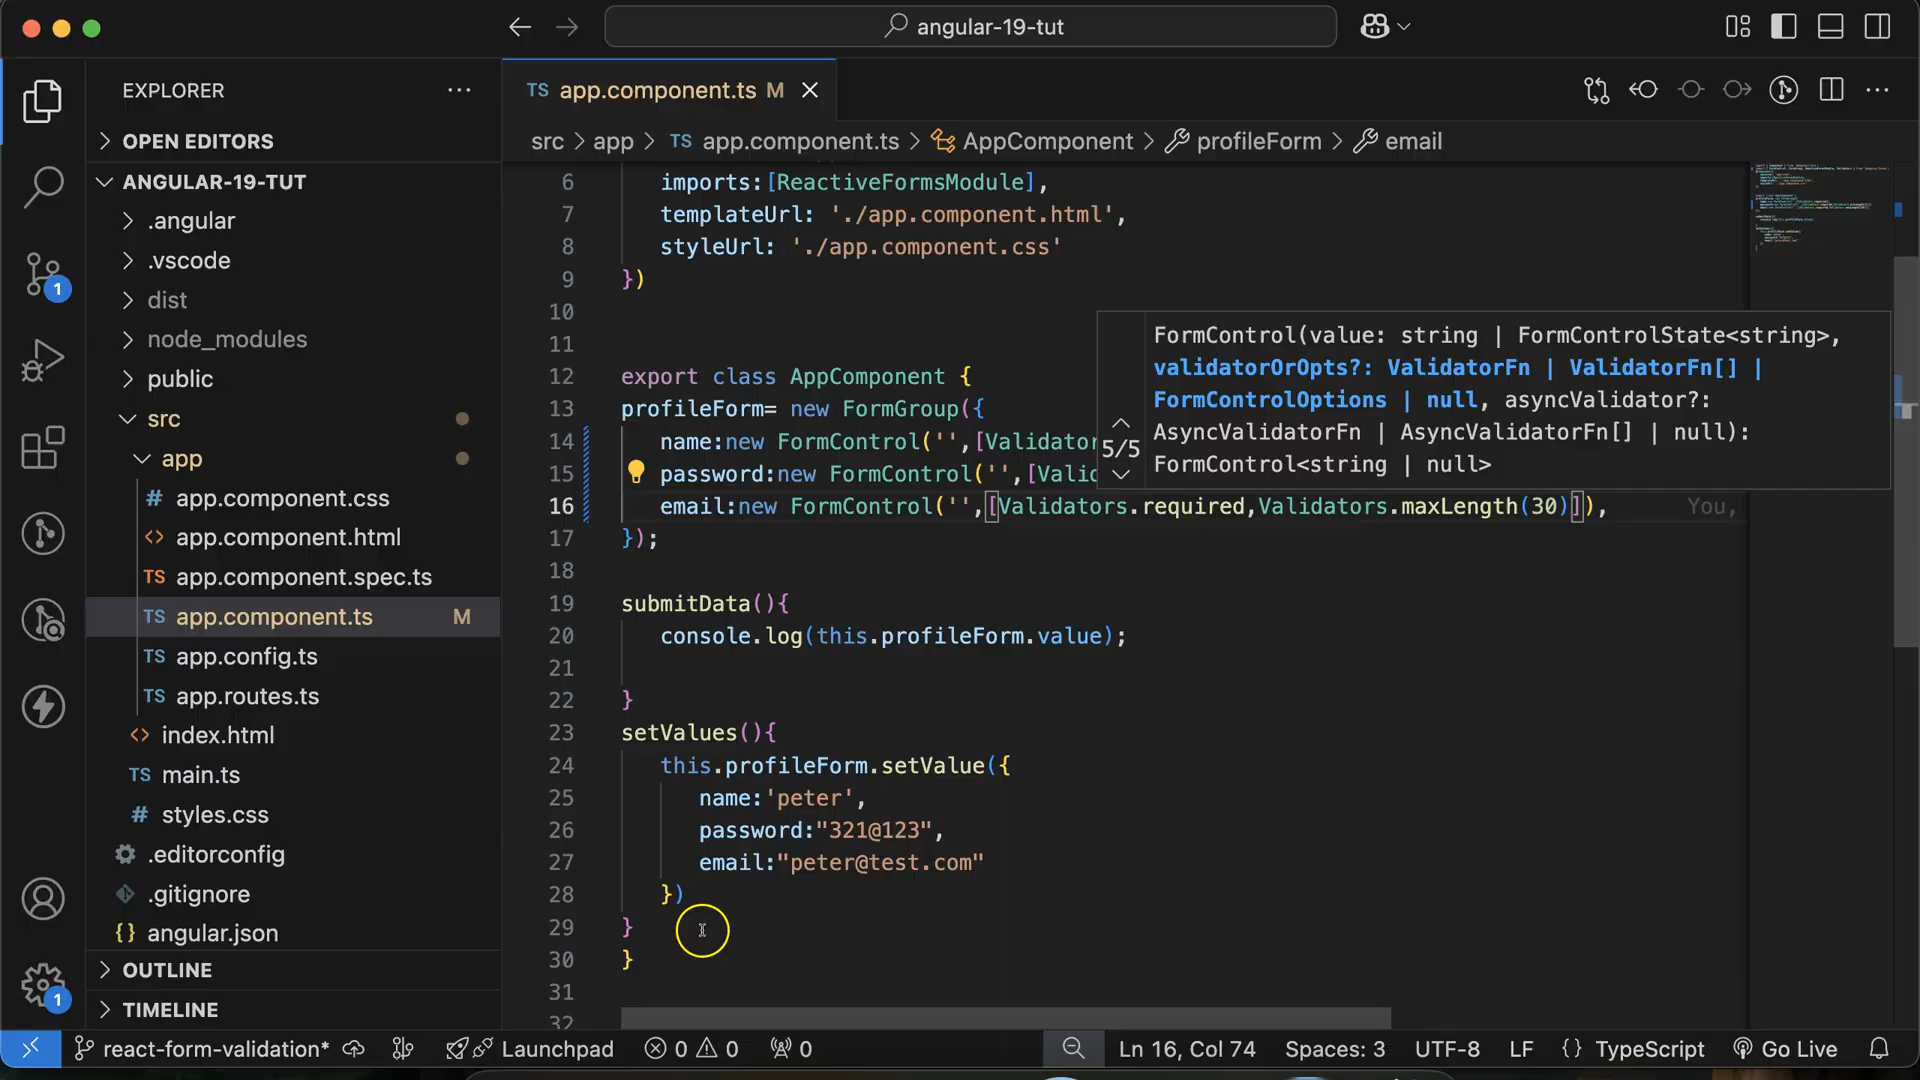 angular-19-tut
EXPLORER
OPEN EDITORS
ANGULAR-19-TUT
.angular
.vscode
dist
node_modules
public
src
app
# app.component.css
<> app.component.html
TS app.component.spec.ts
TS app.component.ts M
TS app.config.ts
TS app.routes.ts
<> index.html
TS main.ts
# styles.css
.editorconfig
.gitignore
{} angular.json
OUTLINE
TIMELINE
1
1
TS app.component.ts M
src > app > TS app.component.ts > AppComponent > profileForm > email
6 imports:[ReactiveFormsModule],
7 templateUrl: './app.component.html',
8 styleUrl: './app.component.css'
9 })
10
11
12 export class AppComponent {
13 profileForm= new FormGroup({
14 name:new FormControl('',[Validator
15 password:new FormControl('',[Valid
16 email:new FormControl('',[Validators.required,Validators.maxLength(30)]), You,
17 });
18
19 submitData(){
20 console.log(this.profileForm.value);
21
22 }
23 setValues(){
24 this.profileForm.setValue({
25 name:'peter',
26 password:"321@123",
27 email:"peter@test.com"
28 })
29 }
30 }
31
32
5/5
FormControl(value: string | FormControlState<string>,
validatorOrOpts?: ValidatorFn | ValidatorFn[] |
FormControlOptions | null, asyncValidator?:
AsyncValidatorFn | AsyncValidatorFn[] | null):
FormControl<string | null>
react-form-validation* Launchpad 0 0 0 Ln 16, Col 74 Spaces: 3 UTF-8 LF {} TypeScript Go Live